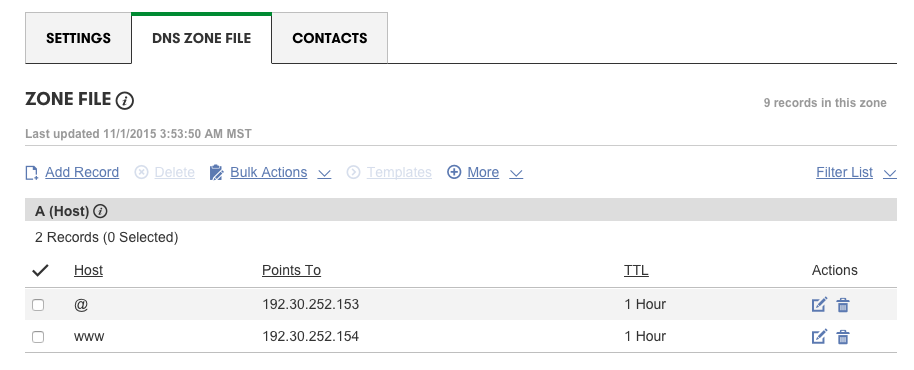 SETTINGS DNS ZONE FILE CONTACTS
ZONE FILE
9 records in this zone
Last updated 11/1/2015 3:53:50 AM MST
Add Record Delete Bulk Actions Templates More Filter List
A (Host)
2 Records (0 Selected)
Host Points To TTL Actions
@ 192.30.252.153 1 Hour
www 192.30.252.154 1 Hour